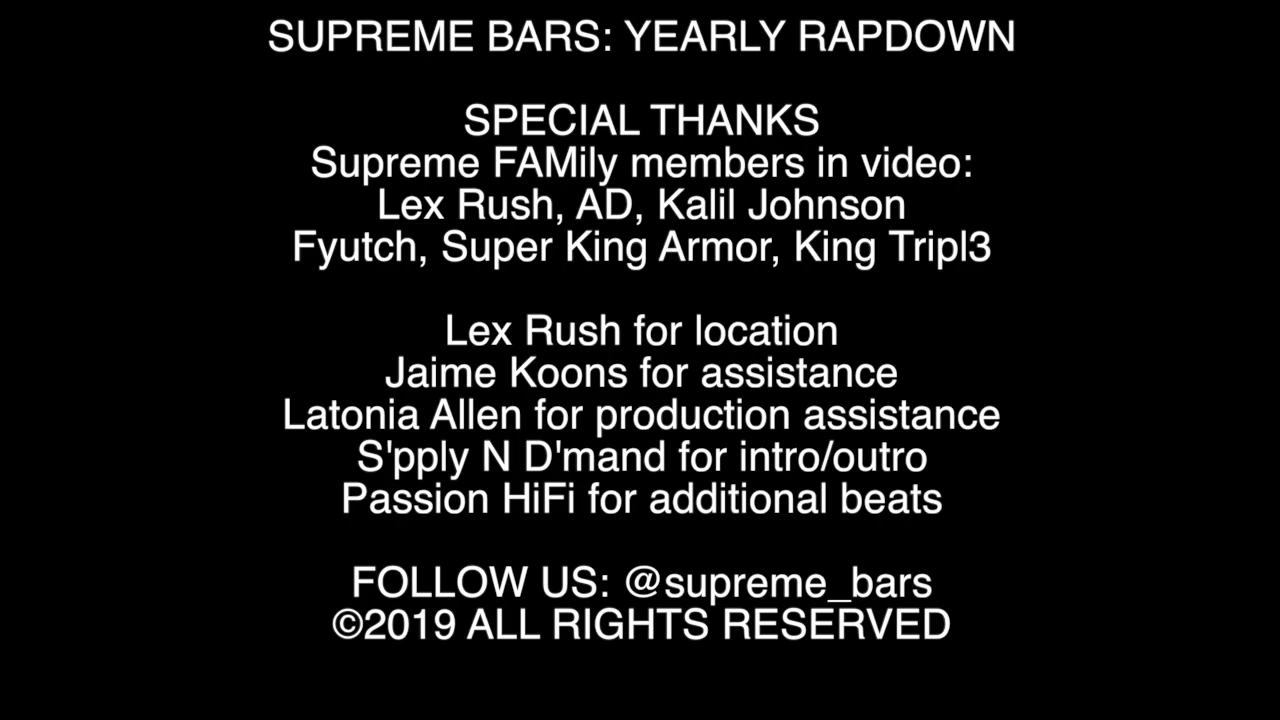 SUPREME BARS: YEARLY RAPDOWN
SPECIAL THANKS
Supreme FAMily members in video:
Lex Rush, AD, Kalil Johnson
Fyutch, Super King Armor, King Tripl3
Lex Rush for location
Jaime Koons for assistance
Latonia Allen for production assistance
S'pply N D'mand for intro/outro
Passion HiFi for additional beats
FOLLOW US: @supreme_bars
©2019 ALL RIGHTS RESERVED